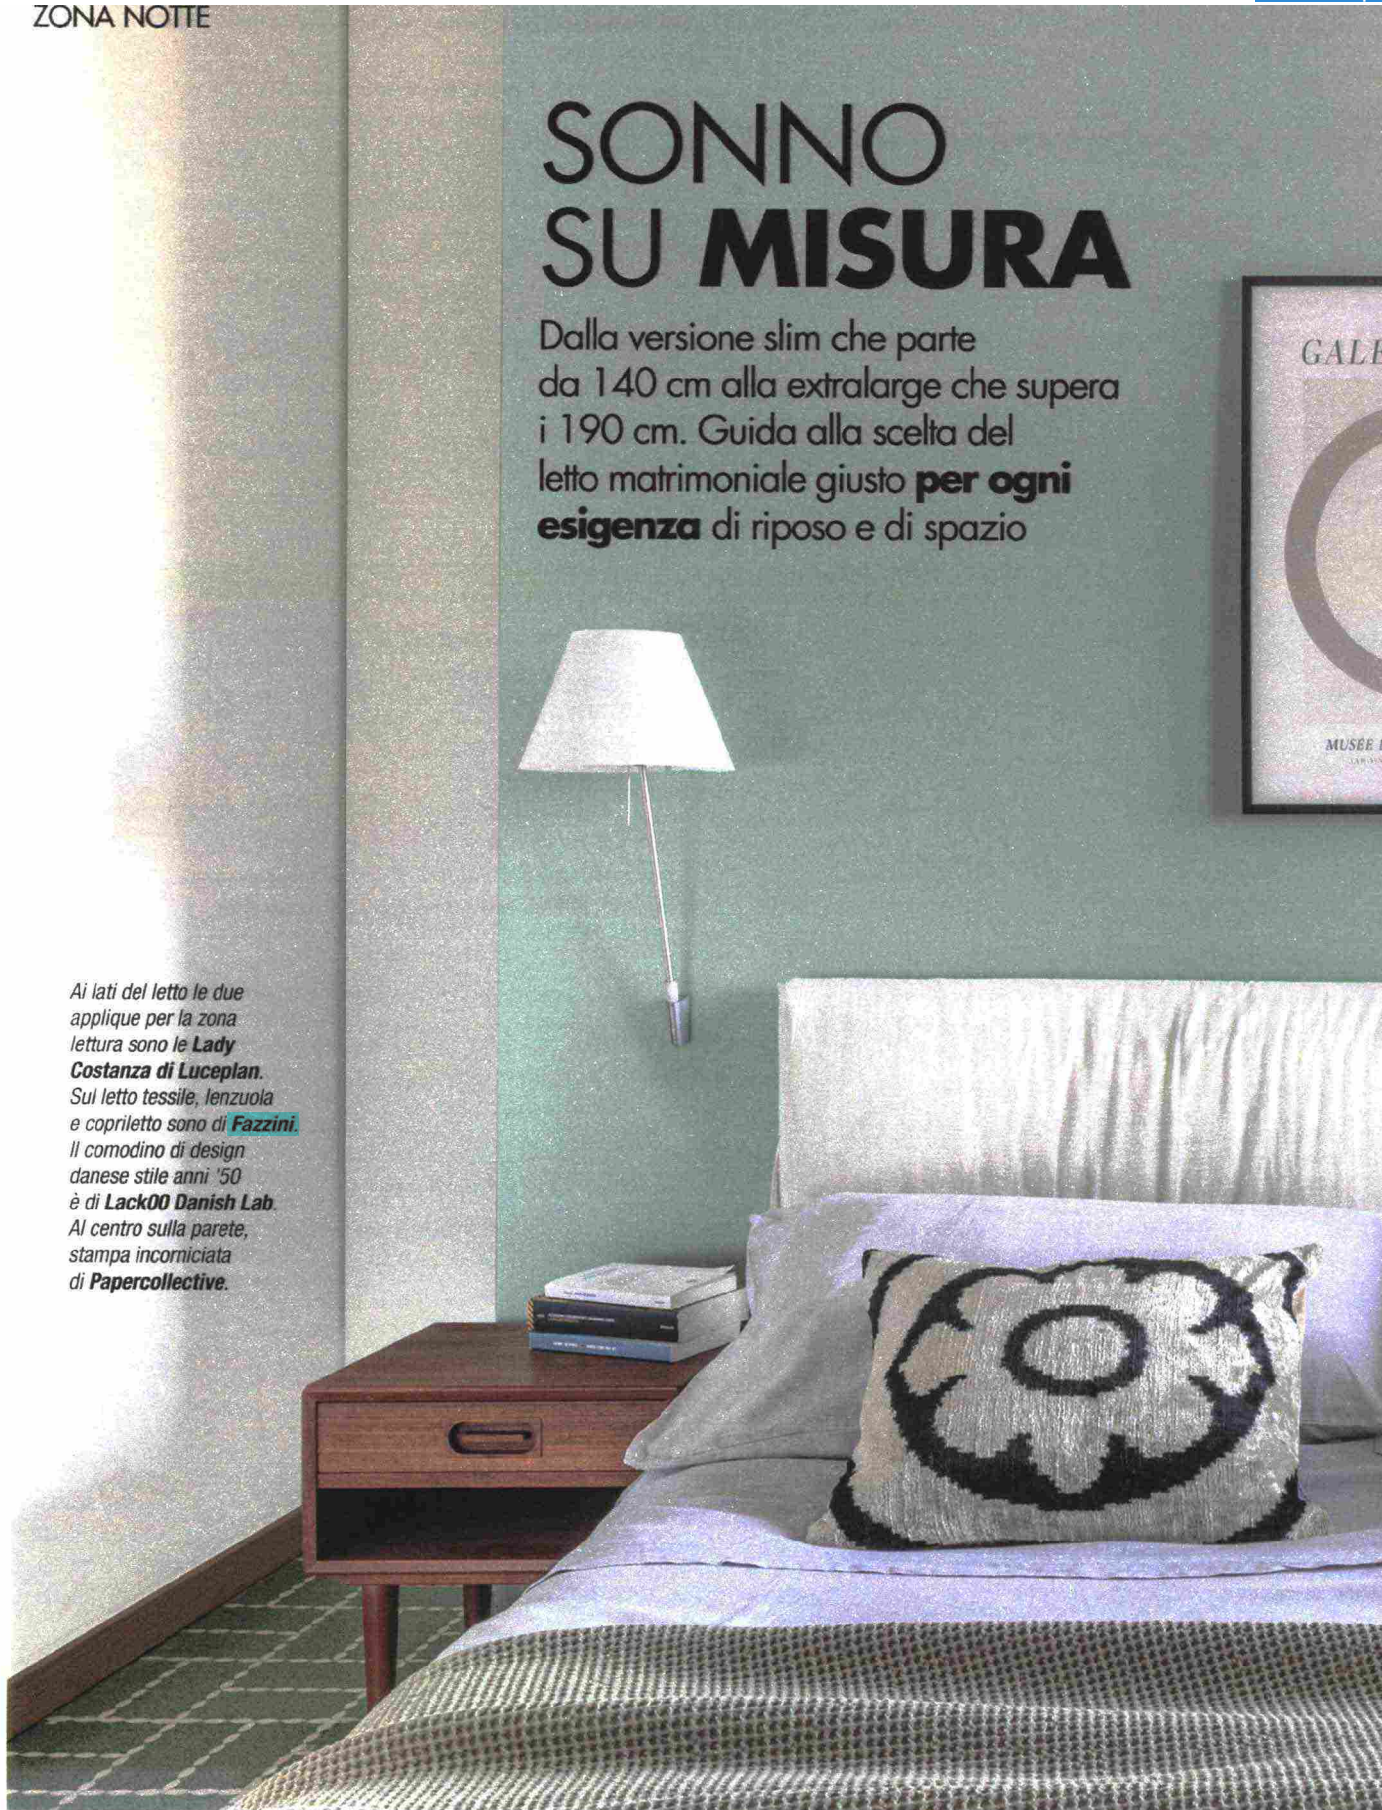 ZONA NOTTE
SONNO
SU MISURA
Dalla versione slim che parte
da 140 cm alla extralarge che supera
i 190 cm. Guida alla scelta del
letto matrimoniale giusto per ogni
esigenza di riposo e di spazio
GALE
MUSÉE
Ai lati del letto le due
applique per la zona
lettura sono le Lady
Costanza di Luceplan.
Sul letto tessile, lenzuola
e copriletto sono di Fazzini.
Il comodino di design
danese stile anni '50
è di Lack00 Danish Lab.
Al centro sulla parete,
stampa incorniciata
di Papercollective.